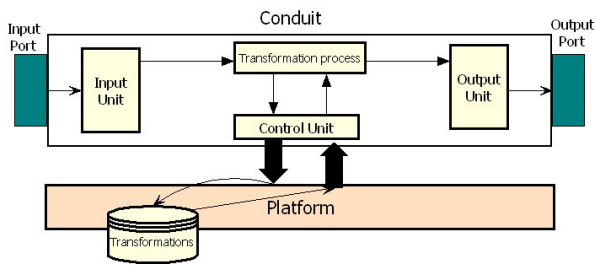 Conduit
Input
Port
Output
Port
Input
Unit
Transformation process
Output
Unit
Control Unit
Platform
Transformations